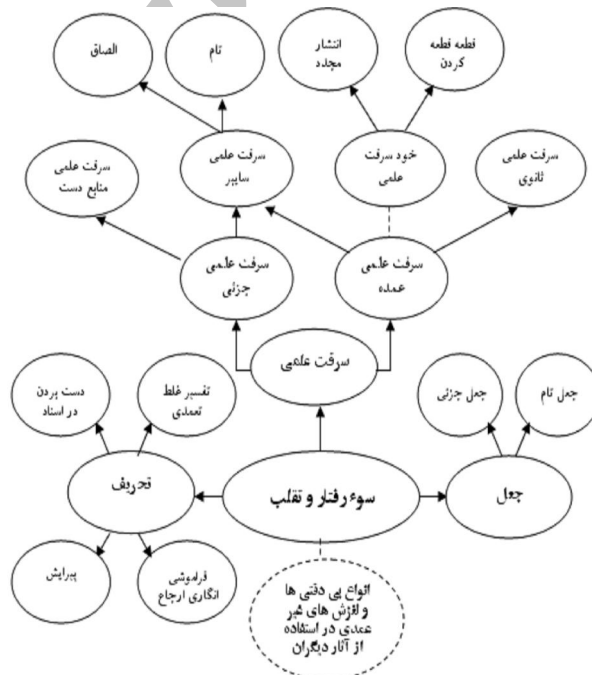 قطعه قطعه
کردن
انتشار
مجدد
تام
الصاق
سرقت علمی
ثانوی
خود سرقت
علمی
سرقت علمی
سایبر
سرقت علمی
منابع دست
سرقت علمی
عمده
سرقت علمی
جزئی
سرقت علمی
جعل تام
جعل جزئی
تفسیر غلط
تعمدی
دست بردن
در اسناد
جعل
سوء رفتار و تقلب
تحریف
فراموشی
انگاری ارجاع
پیرایش
انواع بی دقتی ها
و لغزش های غیر
عمدی در استفاده
از آثار دیگران